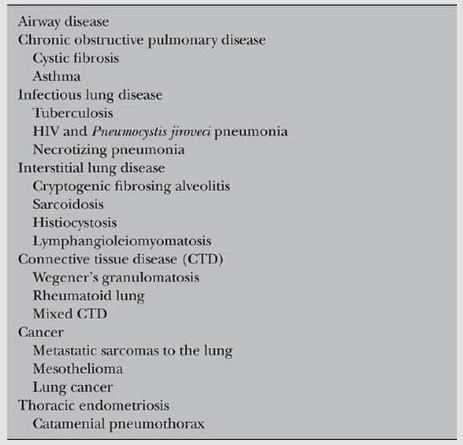 Airway disease
Chronic obstructive pulmonary disease
Cystic fibrosis
Asthma
Infectious lung disease
Tuberculosis
HIV and Pneumocystis jiroveci pneumonia
Necrotizing pneumonia
Interstitial lung disease
Cryptogenic fibrosing alveolitis
Sarcoidosis
Histiocystosis
Lymphangioleiomyomatosis
Connective tissue disease (CTD)
Wegener's granulomatosis
Rheumatoid lung
Mixed CTD
Cancer
Metastatic sarcomas to the lung
Mesothelioma
Lung cancer
Thoracic endometriosis
Catamenial pneumothorax